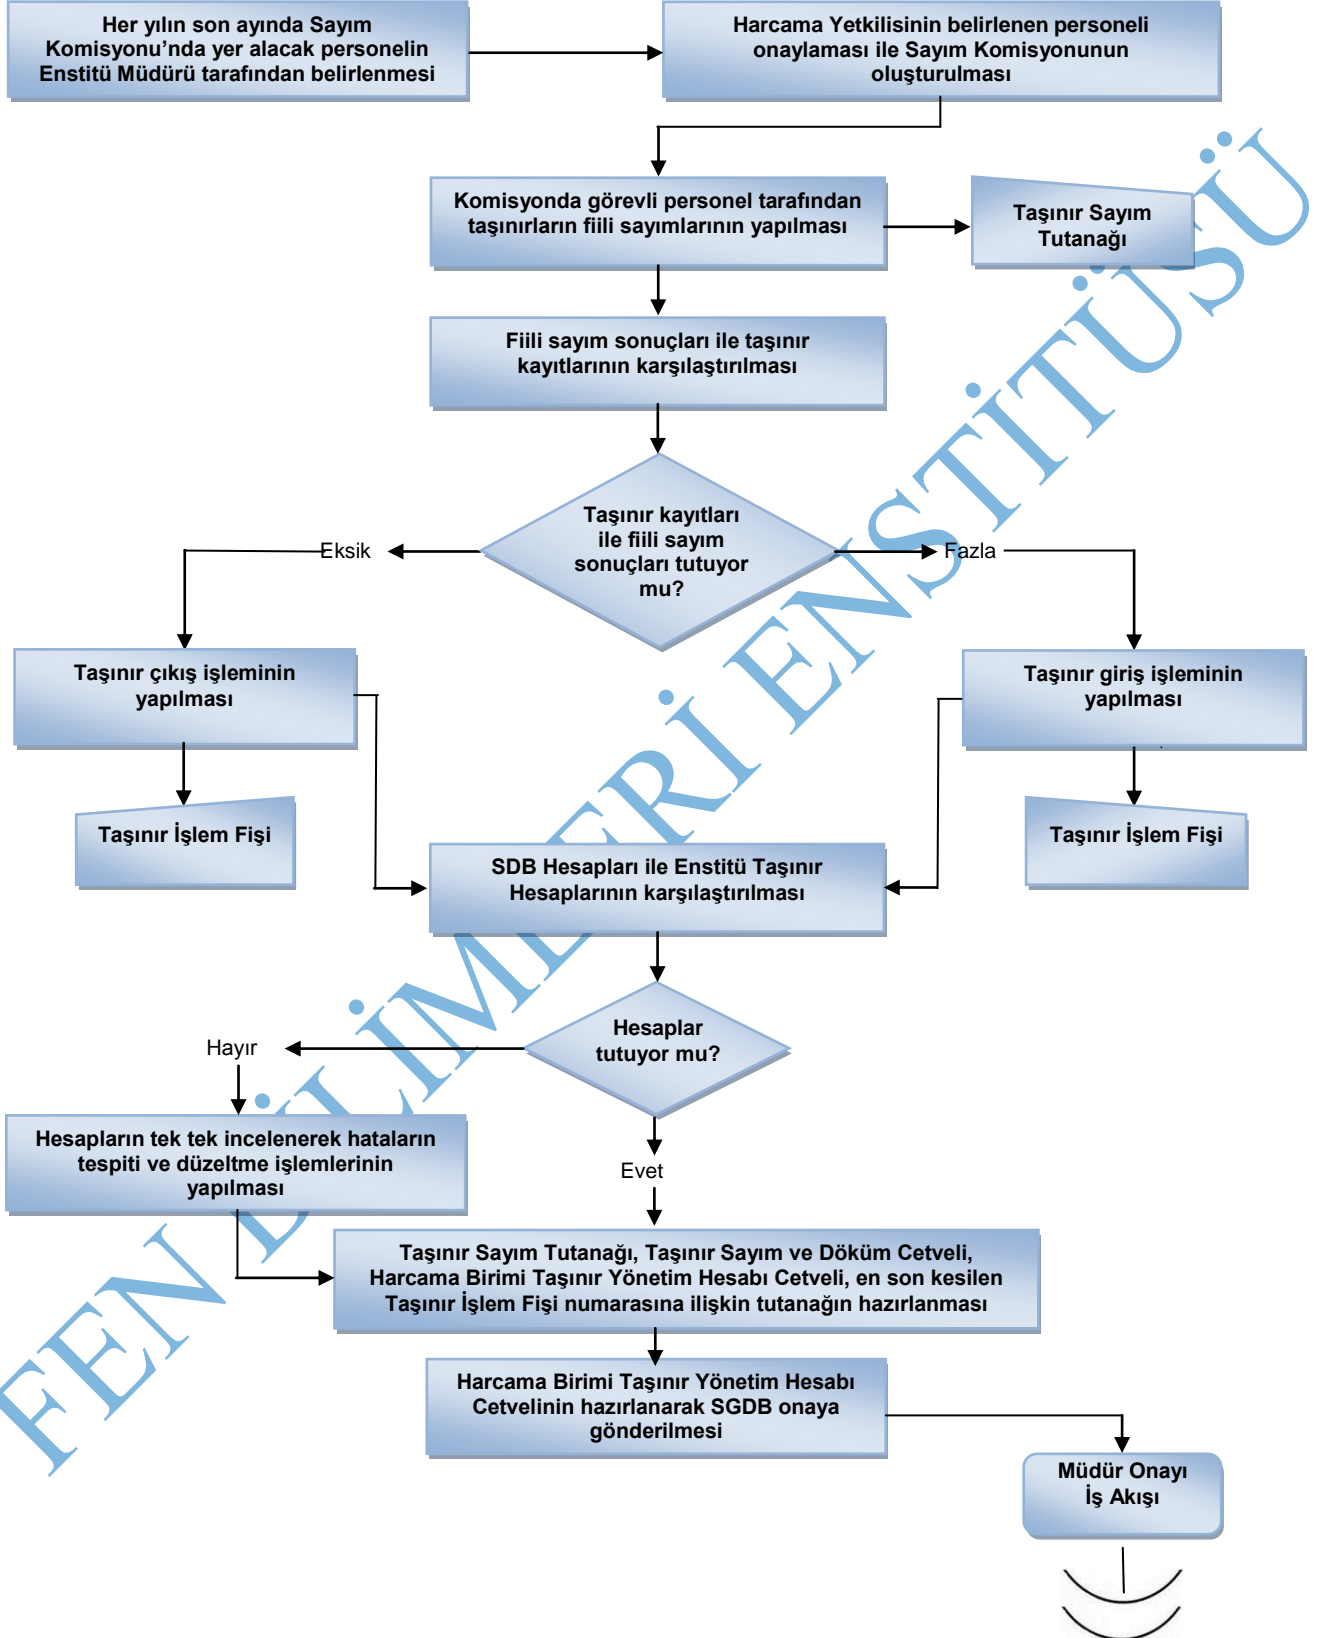 Her yılın son ayında Sayım
Komisyonu’nda yer alacak personelin
Enstitü Müdürü tarafından belirlenmesi
Harcama Yetkilisinin belirlenen personeli
onaylaması ile Sayım Komisyonunun
oluşturulması
Komisyonda görevli personel tarafından
taşınırların fiili sayımlarının yapılması
Taşınır Sayım
Tutanağı
Fiili sayım sonuçları ile taşınır
kayıtlarının karşılaştırılması
Taşınır kayıtları
ile fiili sayım
sonuçları tutuyor
mu?
Eksik
Fazla
Taşınır çıkış işleminin
yapılması
Taşınır giriş işleminin
yapılması
Taşınır İşlem Fişi
Taşınır İşlem Fişi
SDB Hesapları ile Enstitü Taşınır
Hesaplarının karşılaştırılması
Hesaplar
tutuyor mu?
Hayır
Evet
Hesapların tek tek incelenerek hataların
tespiti ve düzeltme işlemlerinin
yapılması
Taşınır Sayım Tutanağı, Taşınır Sayım ve Döküm Cetveli,
Harcama Birimi Taşınır Yönetim Hesabı Cetveli, en son kesilen
Taşınır İşlem Fişi numarasına ilişkin tutanağın hazırlanması
Harcama Birimi Taşınır Yönetim Hesabı
Cetvelinin hazırlanarak SGDB onaya
gönderilmesi
Müdür Onayı
İş Akışı
FEN BİLİMLERİ ENSTİTÜSÜ